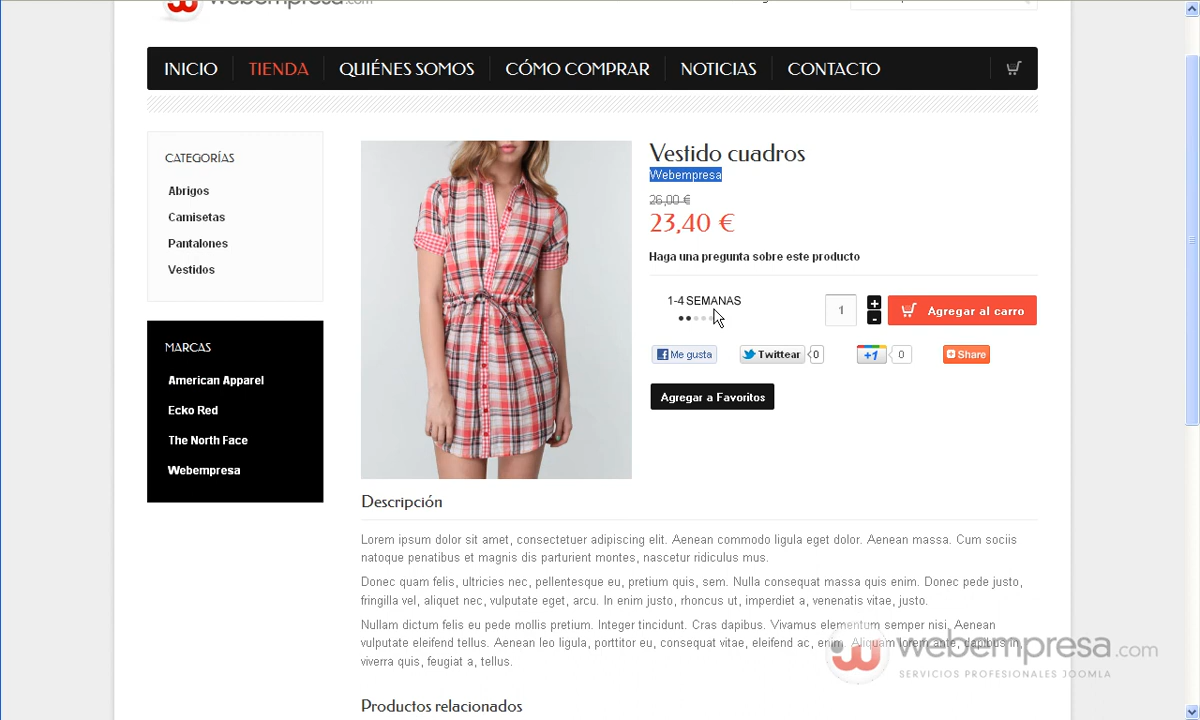 webempresa.com
INICIO
TIENDA
QUIÉNES SOMOS
CÓMO COMPRAR
NOTICIAS
CONTACTO
CATEGORÍAS
Abrigos
Camisetas
Pantalones
Vestidos
MARCAS
American Apparel
Ecko Red
The North Face
Webempresa
Vestido cuadros
Webempresa
26,00 €
23,40 €
Haga una pregunta sobre este producto
1-4 SEMANAS
1
+
-
Agregar al carro
Me gusta
Twittear
0
+1
0
Share
Agregar a Favoritos
Descripción
Lorem ipsum dolor sit amet, consectetuer adipiscing elit. Aenean commodo ligula eget dolor. Aenean massa. Cum sociis
natoque penatibus et magnis dis parturient montes, nascetur ridiculus mus.
Donec quam felis, ultricies nec, pellentesque eu, pretium quis, sem. Nulla consequat massa quis enim. Donec pede justo,
fringilla vel, aliquet nec, vulputate eget, arcu. In enim justo, rhoncus ut, imperdiet a, venenatis vitae, justo.
Nullam dictum felis eu pede mollis pretium. Integer tincidunt. Cras dapibus. Vivamus elementum semper nisi. Aenean
vulputate eleifend tellus. Aenean leo ligula, porttitor eu, consequat vitae, eleifend ac, enim. Aliquam lorem ante, dapibus in,
viverra quis, feugiat a, tellus.
webempresa.com
SERVICIOS PROFESIONALES JOOMLA
Productos relacionados